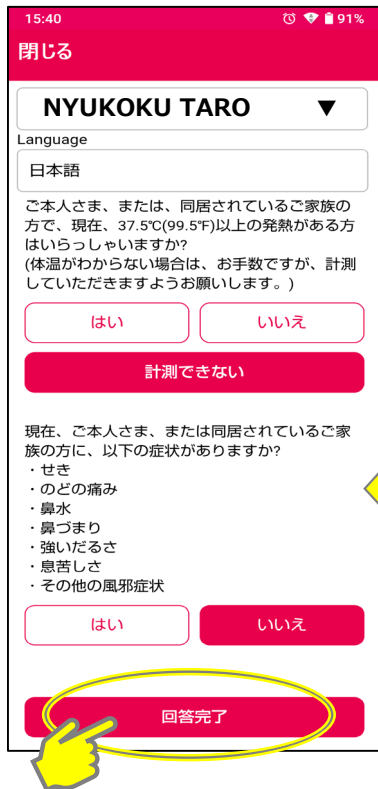 15:40 91%
閉じる
NYUKOKU TARO ▼
Language
日本語
ご本人さま、または、同居されているご家族の
方で、現在、37.5℃(99.5℉)以上の発熱がある方
はいらっしゃいますか?
(体温がわからない場合は、お手数ですが、計測
していただきますようお願いします。)
はい いいえ
計測できない
現在、ご本人さま、または同居されているご家
族の方に、以下の症状がありますか?
・せき
・のどの痛み
・鼻水
・鼻づまり
・強いだるさ
・息苦しさ
・その他の風邪症状
はい いいえ
回答完了